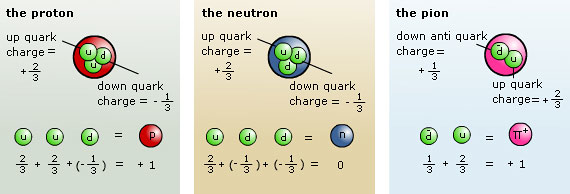 the proton
up quark
charge =
+ 2/3
u d
u
down quark
charge = - 1/3
u u d = p
2/3 + 2/3 + (- 1/3) = + 1
the neutron
up quark
charge =
+ 2/3
u d
d
down quark
charge = - 1/3
u d d = n
2/3 + (- 1/3) + (- 1/3) = 0
the pion
down anti quark
charge=
+ 1/3
d̄
u
up quark
charge= + 2/3
d̄ u = π+
1/3 + 2/3 = + 1